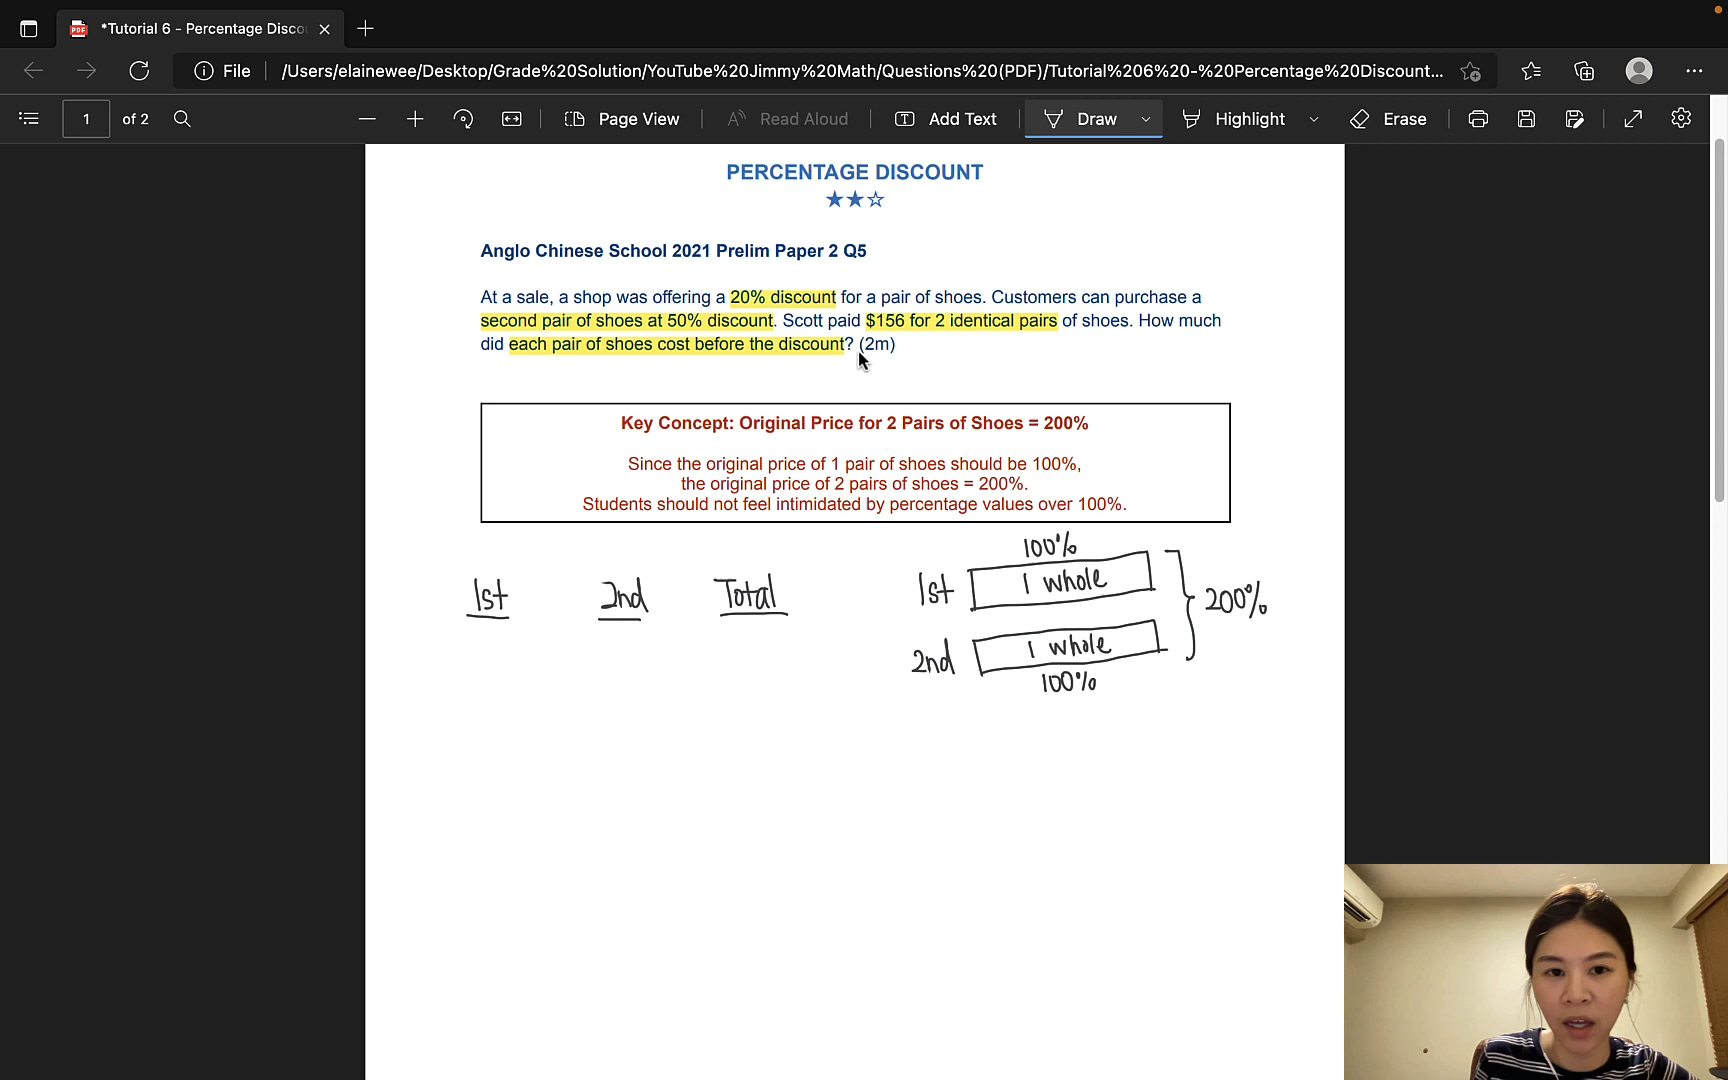 *Tutorial 6 - Percentage Disco
File
/Users/elainewee/Desktop/Grade%20Solution/YouTube%20Jimmy%20Math/Questions%20(PDF)/Tutorial%206%20-%20Percentage%20Discount...
1 of 2
Page View
Read Aloud
Add Text
Draw
Highlight
Erase
PERCENTAGE DISCOUNT
★★☆
Anglo Chinese School 2021 Prelim Paper 2 Q5
At a sale, a shop was offering a 20% discount for a pair of shoes. Customers can purchase a
second pair of shoes at 50% discount. Scott paid $156 for 2 identical pairs of shoes. How much
did each pair of shoes cost before the discount? (2m)
Key Concept: Original Price for 2 Pairs of Shoes = 200%
Since the original price of 1 pair of shoes should be 100%,
the original price of 2 pairs of shoes = 200%.
Students should not feel intimidated by percentage values over 100%.
1st 2nd Total
100%
1st 1 whole
200%
2nd 1 whole
100%